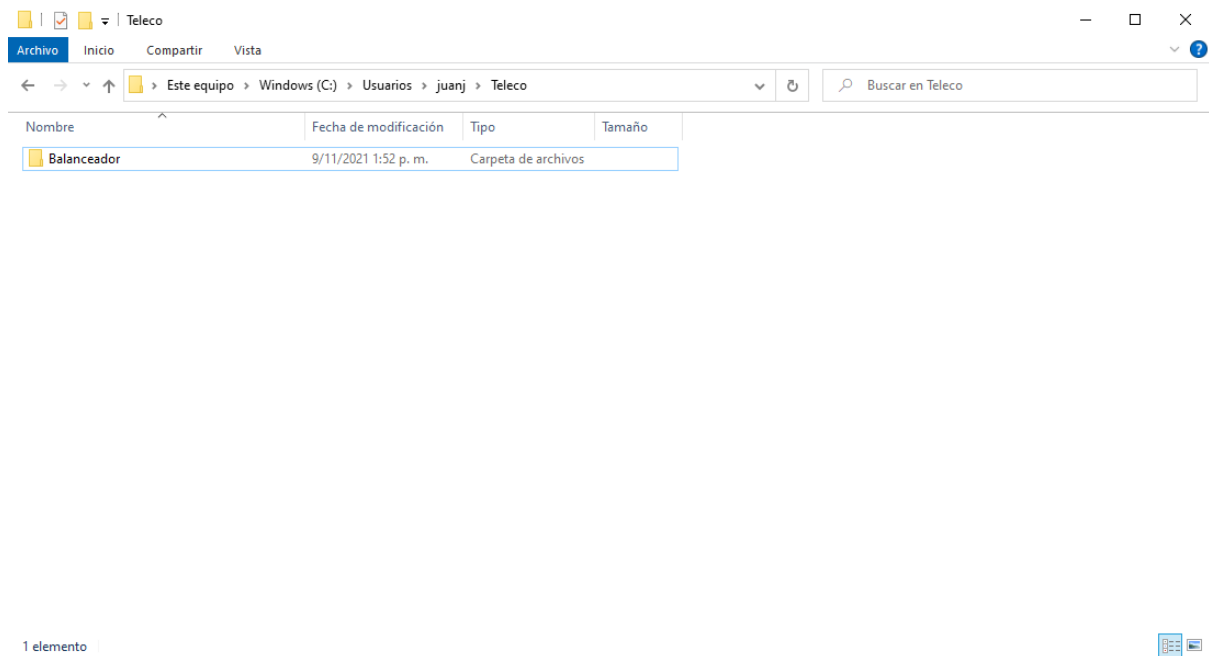 Teleco
Archivo Inicio Compartir Vista
Este equipo > Windows (C:) > Usuarios > juanj > Teleco Buscar en Teleco
Nombre Fecha de modificación Tipo Tamaño
Balanceador 9/11/2021 1:52 p. m. Carpeta de archivos
1 elemento